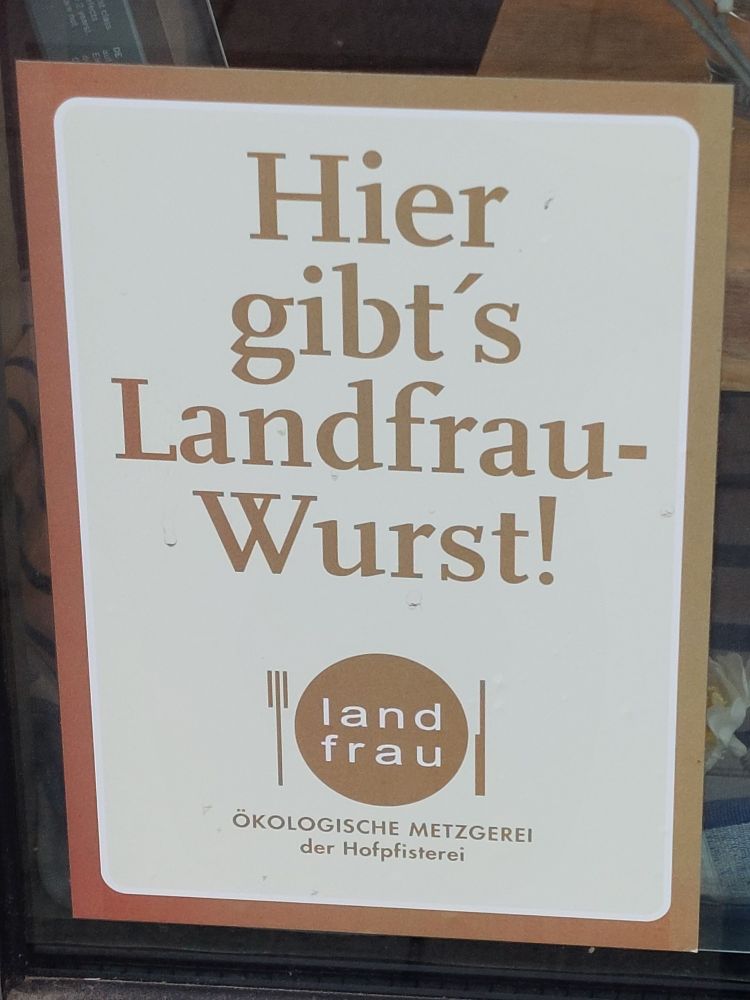 Hier
gibt´s
Landfrau-
Wurst!
land
frau
ÖKOLOGISCHE METZGEREI
der Hofpfisterei